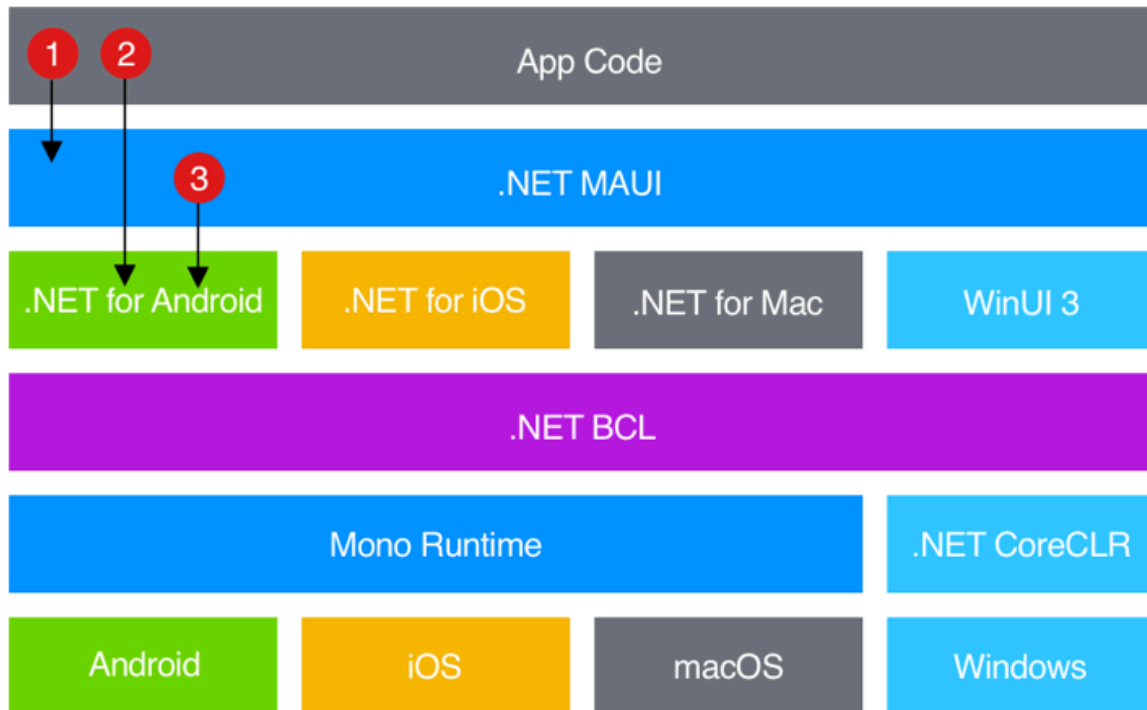 1
2
App Code
3
.NET MAUI
.NET for Android
.NET for iOS
.NET for Mac
WinUI 3
.NET BCL
Mono Runtime
.NET CoreCLR
Android
iOS
macOS
Windows